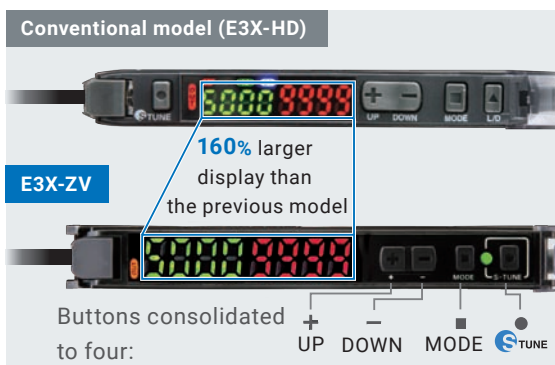 Conventional model (E3X-HD)
5000 9999
S TUNE
+ −
UP DOWN MODE L/D
160% larger
display than
the previous model
E3X-ZV
5000 9999
+ −
MODE S-TUNE
Buttons consolidated
to four:
+ − ■ ●
UP DOWN MODE S TUNE